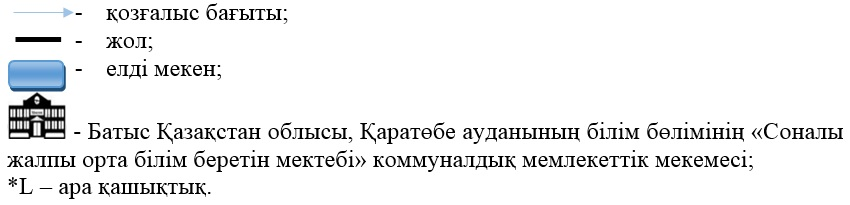 - қозғалыс бағыты;
- жол;
- елді мекен;
- Батыс Қазақстан облысы, Қаратөбе ауданының білім бөлімінің «Соналы
жалпы орта білім беретін мектебі» коммуналдық мемлекеттік мекемесі;
*L – ара қашықтық.